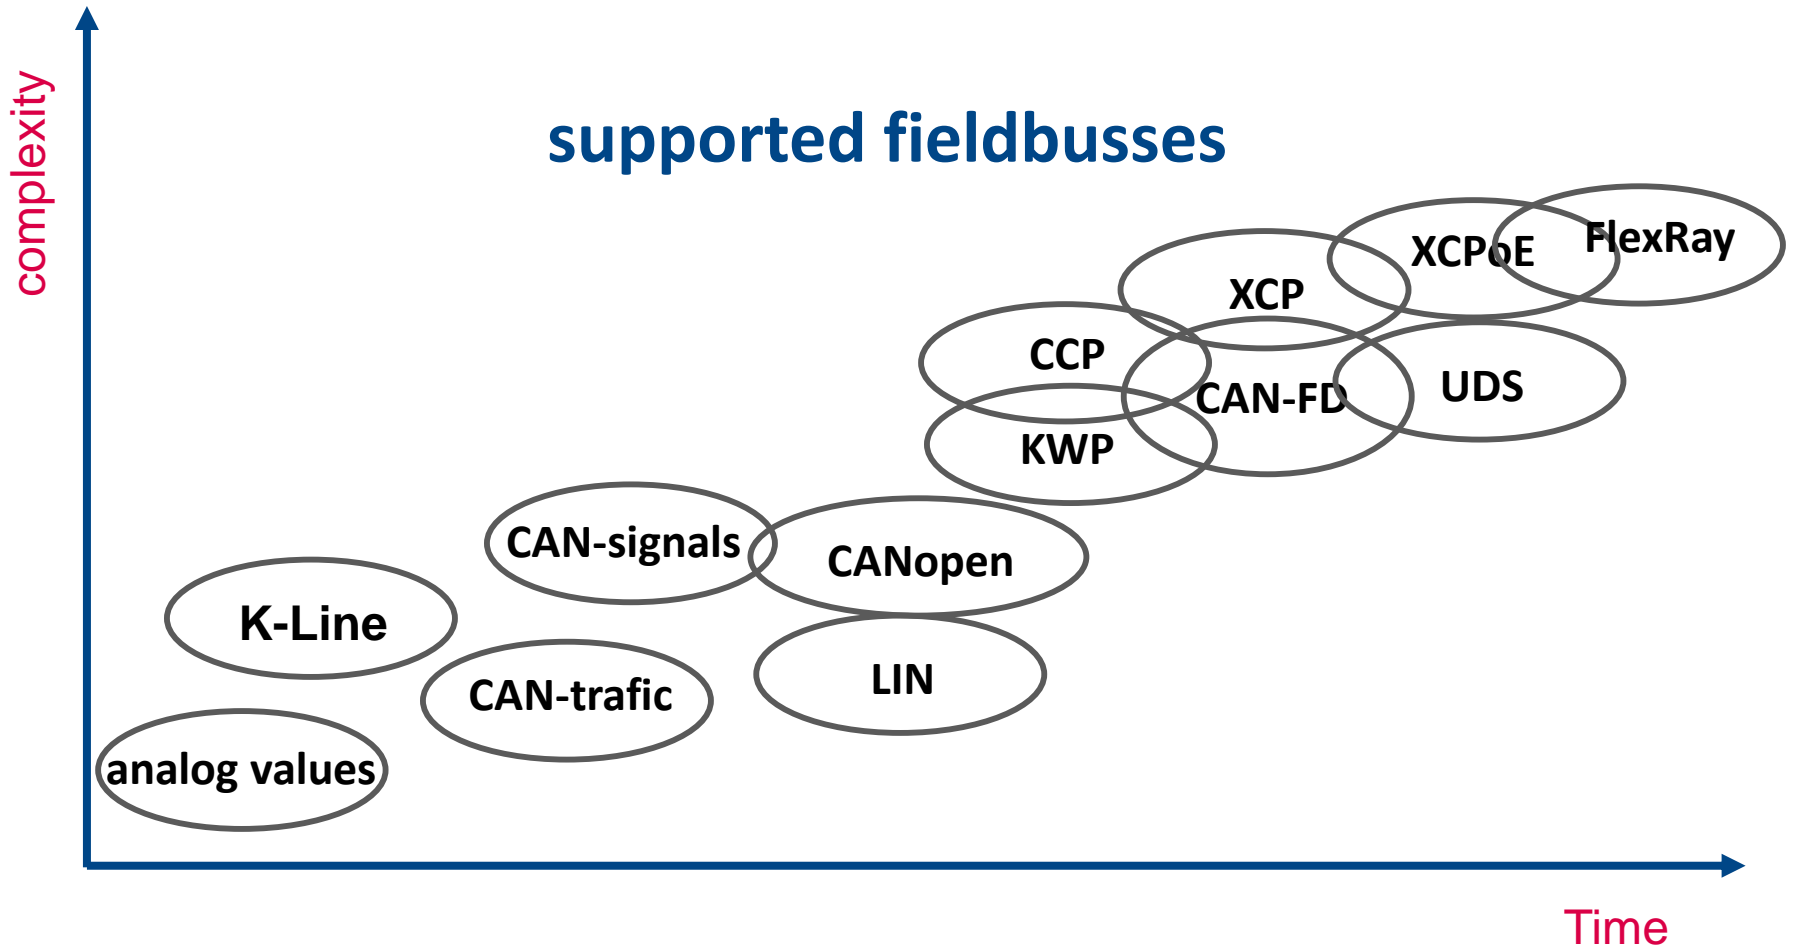 complexity
supported fieldbusses
FlexRay
XCPoE
XCP
CCP
UDS
CAN-FD
KWP
CAN-signals
CANopen
K-Line
LIN
CAN-trafic
analog values
Time